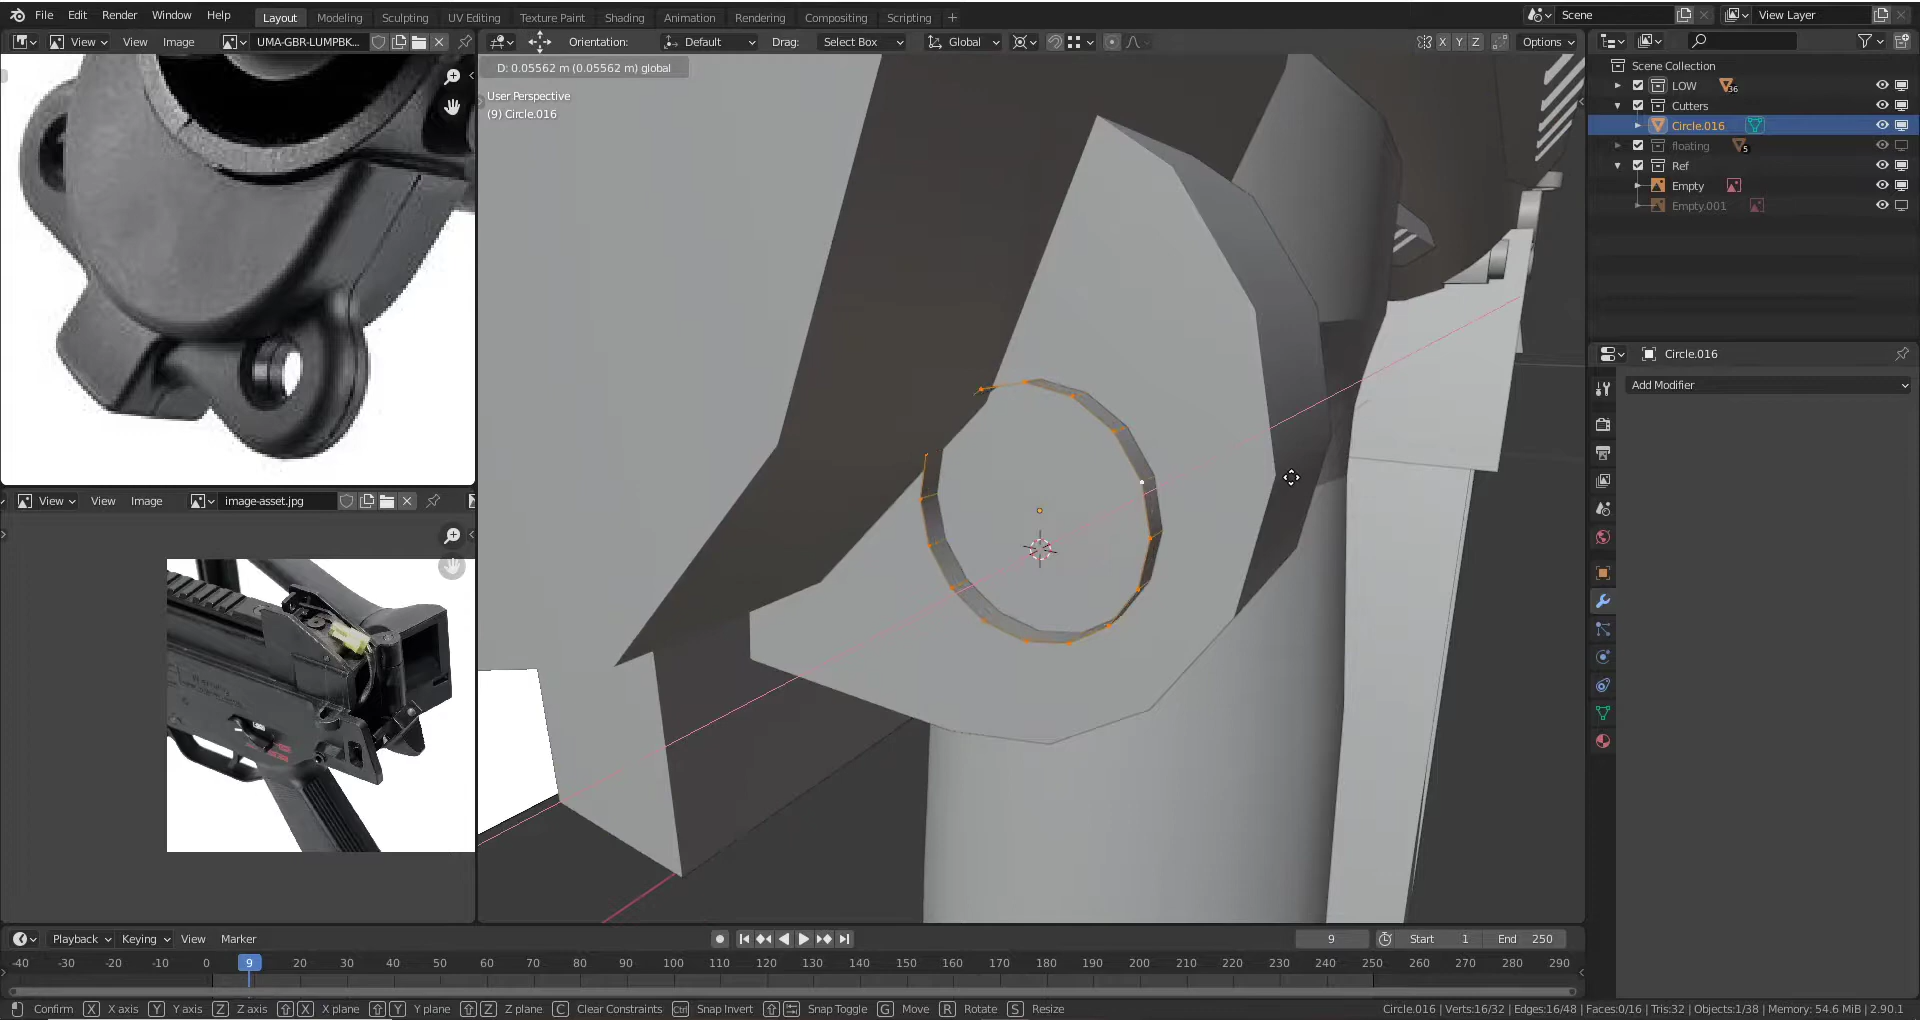 File Edit Render Window Help Layout Modeling Sculpting UV Editing Texture Paint Shading Animation Rendering Compositing Scripting + Scene View Layer
View View Image UMA-GBR-LUMPBK... Orientation: Default Drag: Select Box Global X Y Z Options
D: 0.05562 m (0.05562 m) global
User Perspective
(9) Circle.016
Scene Collection
LOW 36
Cutters
Circle.016
floating 5
Ref
Empty
Empty.001
Circle.016
Add Modifier
View View Image image-asset.jpg
Playback Keying View Marker 9 Start 1 End 250
-40 -30 -20 -10 0 9 20 30 40 50 60 70 80 90 100 110 120 130 140 150 160 170 180 190 200 210 220 230 240 250 260 270 280 290
Confirm X X axis Y Y axis Z Z axis X X plane Y Y plane Z Z plane C Clear Constraints Ctrl Snap Invert Snap Toggle G Move R Rotate S Resize Circle.016 | Verts:16/32 | Edges:16/48 | Faces:0/16 | Tris:32 | Objects:1/38 | Memory: 54.6 MiB | 2.90.1